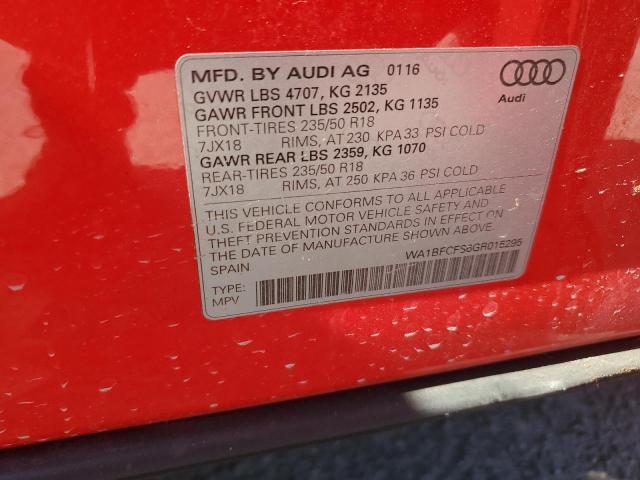 MFD. BY AUDI AG 0116
GVWR LBS 4707, KG 2135
GAWR FRONT LBS 2502, KG 1135
FRONT-TIRES 235/50 R18
7JX18 RIMS, AT 230 KPA 33 PSI COLD
GAWR REAR LBS 2359, KG 1070
REAR-TIRES 235/50 R18
7JX18 RIMS, AT 250 KPA 36 PSI COLD
Audi
THIS VEHICLE CONFORMS TO ALL APPLICABLE
U.S. FEDERAL MOTOR VEHICLE SAFETY AND
THEFT PREVENTION STANDARDS IN EFFECT ON
THE DATE OF MANUFACTURE SHOWN ABOVE.
SPAIN
WA1BFCFS6GR015295
TYPE:
MPV